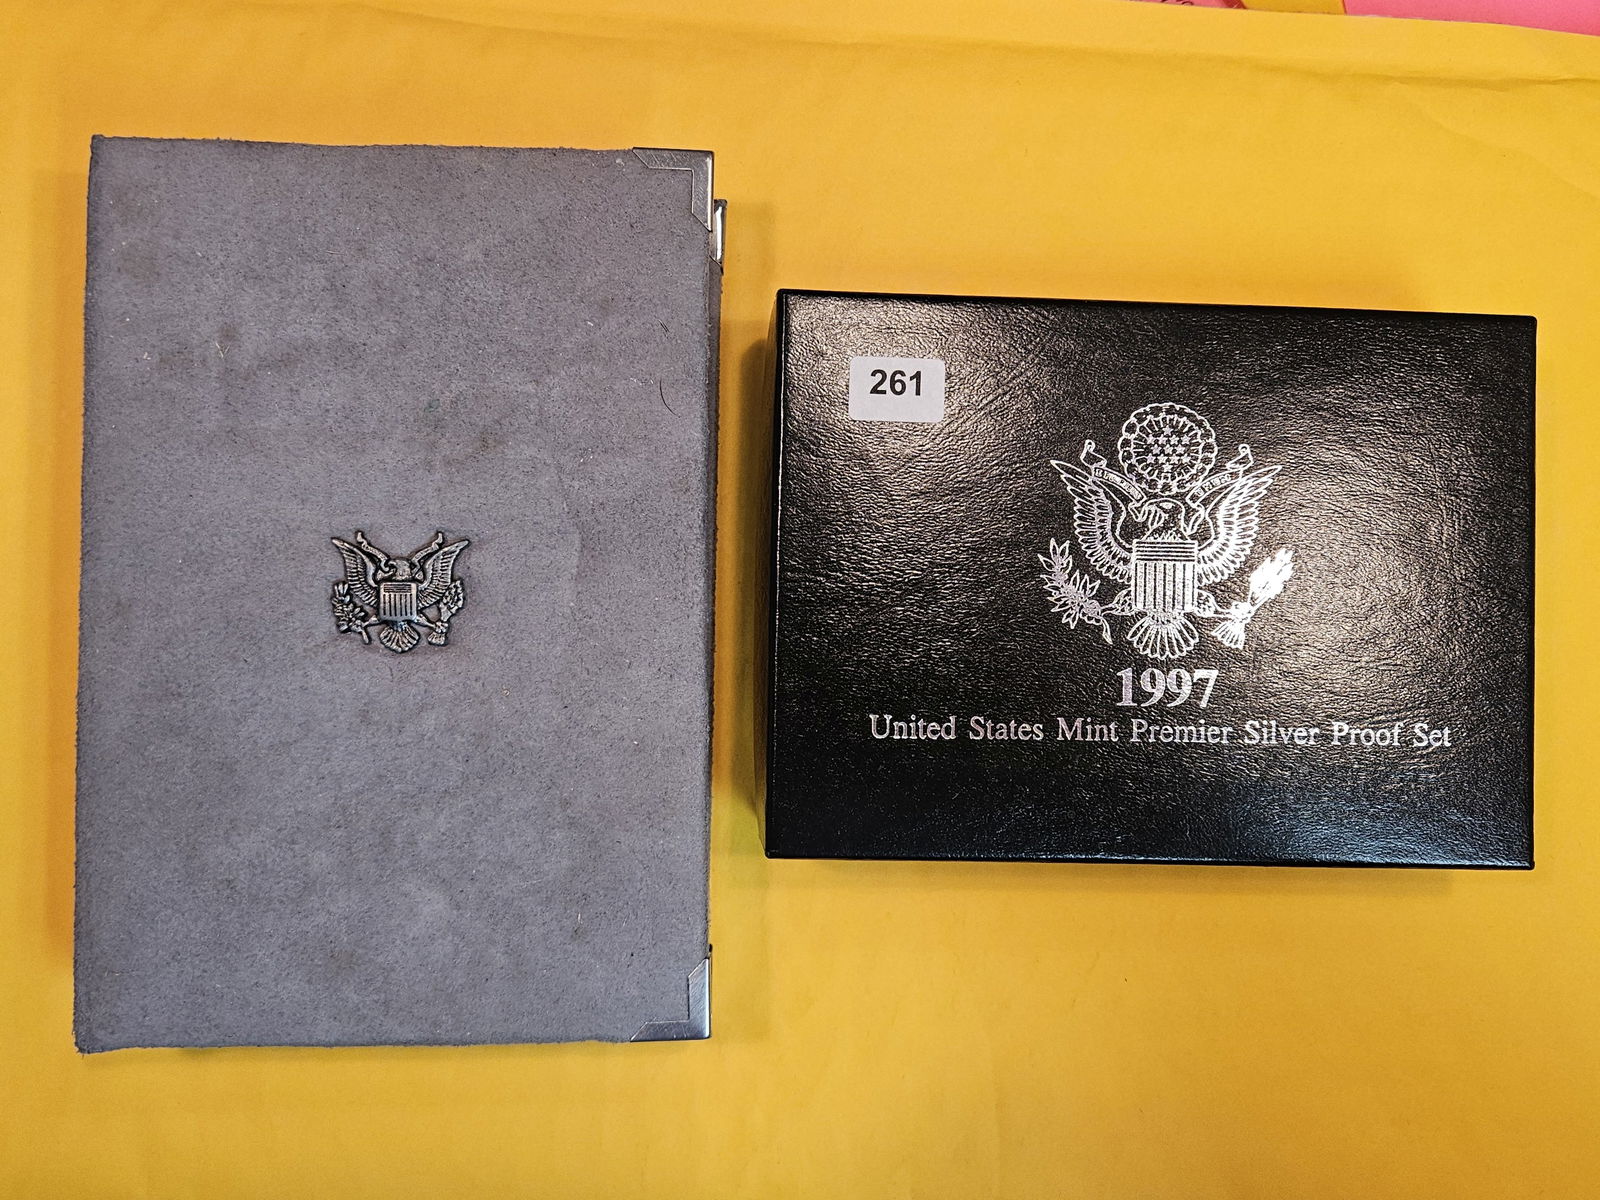 261
1997
United States Mint Premier Silver Proof Set